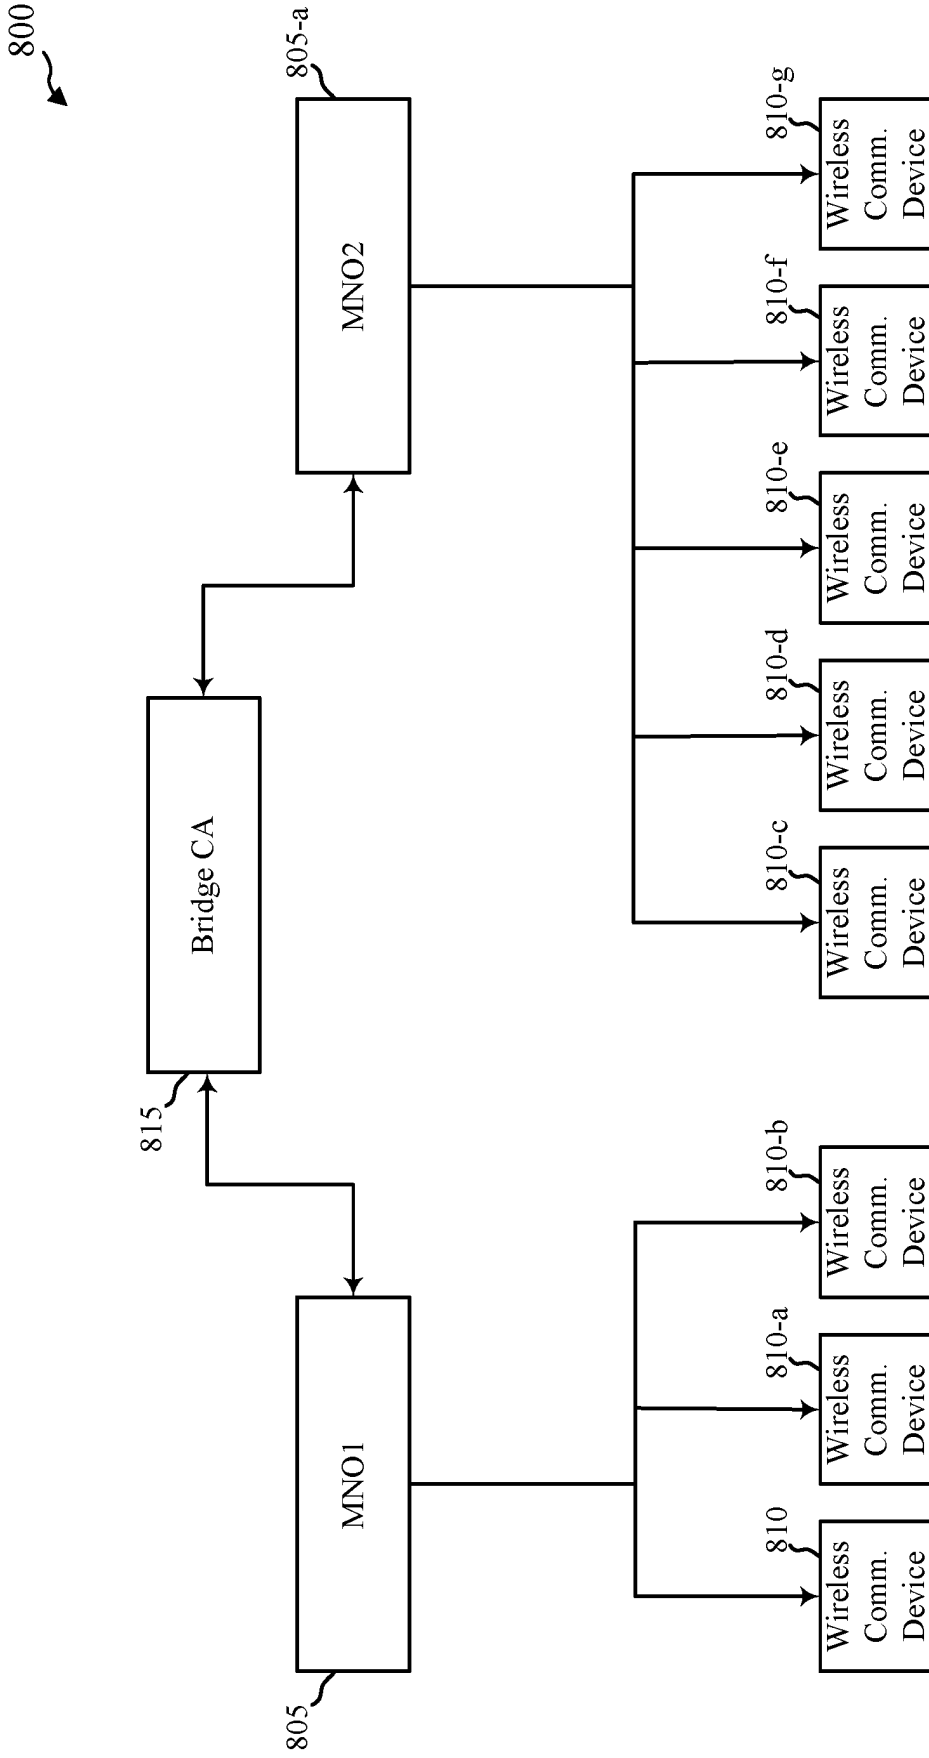 800
815
Bridge CA
805
MNO1
805-a
MNO2
810
Wireless
Comm.
Device
810-a
Wireless
Comm.
Device
810-b
Wireless
Comm.
Device
810-c
Wireless
Comm.
Device
810-d
Wireless
Comm.
Device
810-e
Wireless
Comm.
Device
810-f
Wireless
Comm.
Device
810-g
Wireless
Comm.
Device